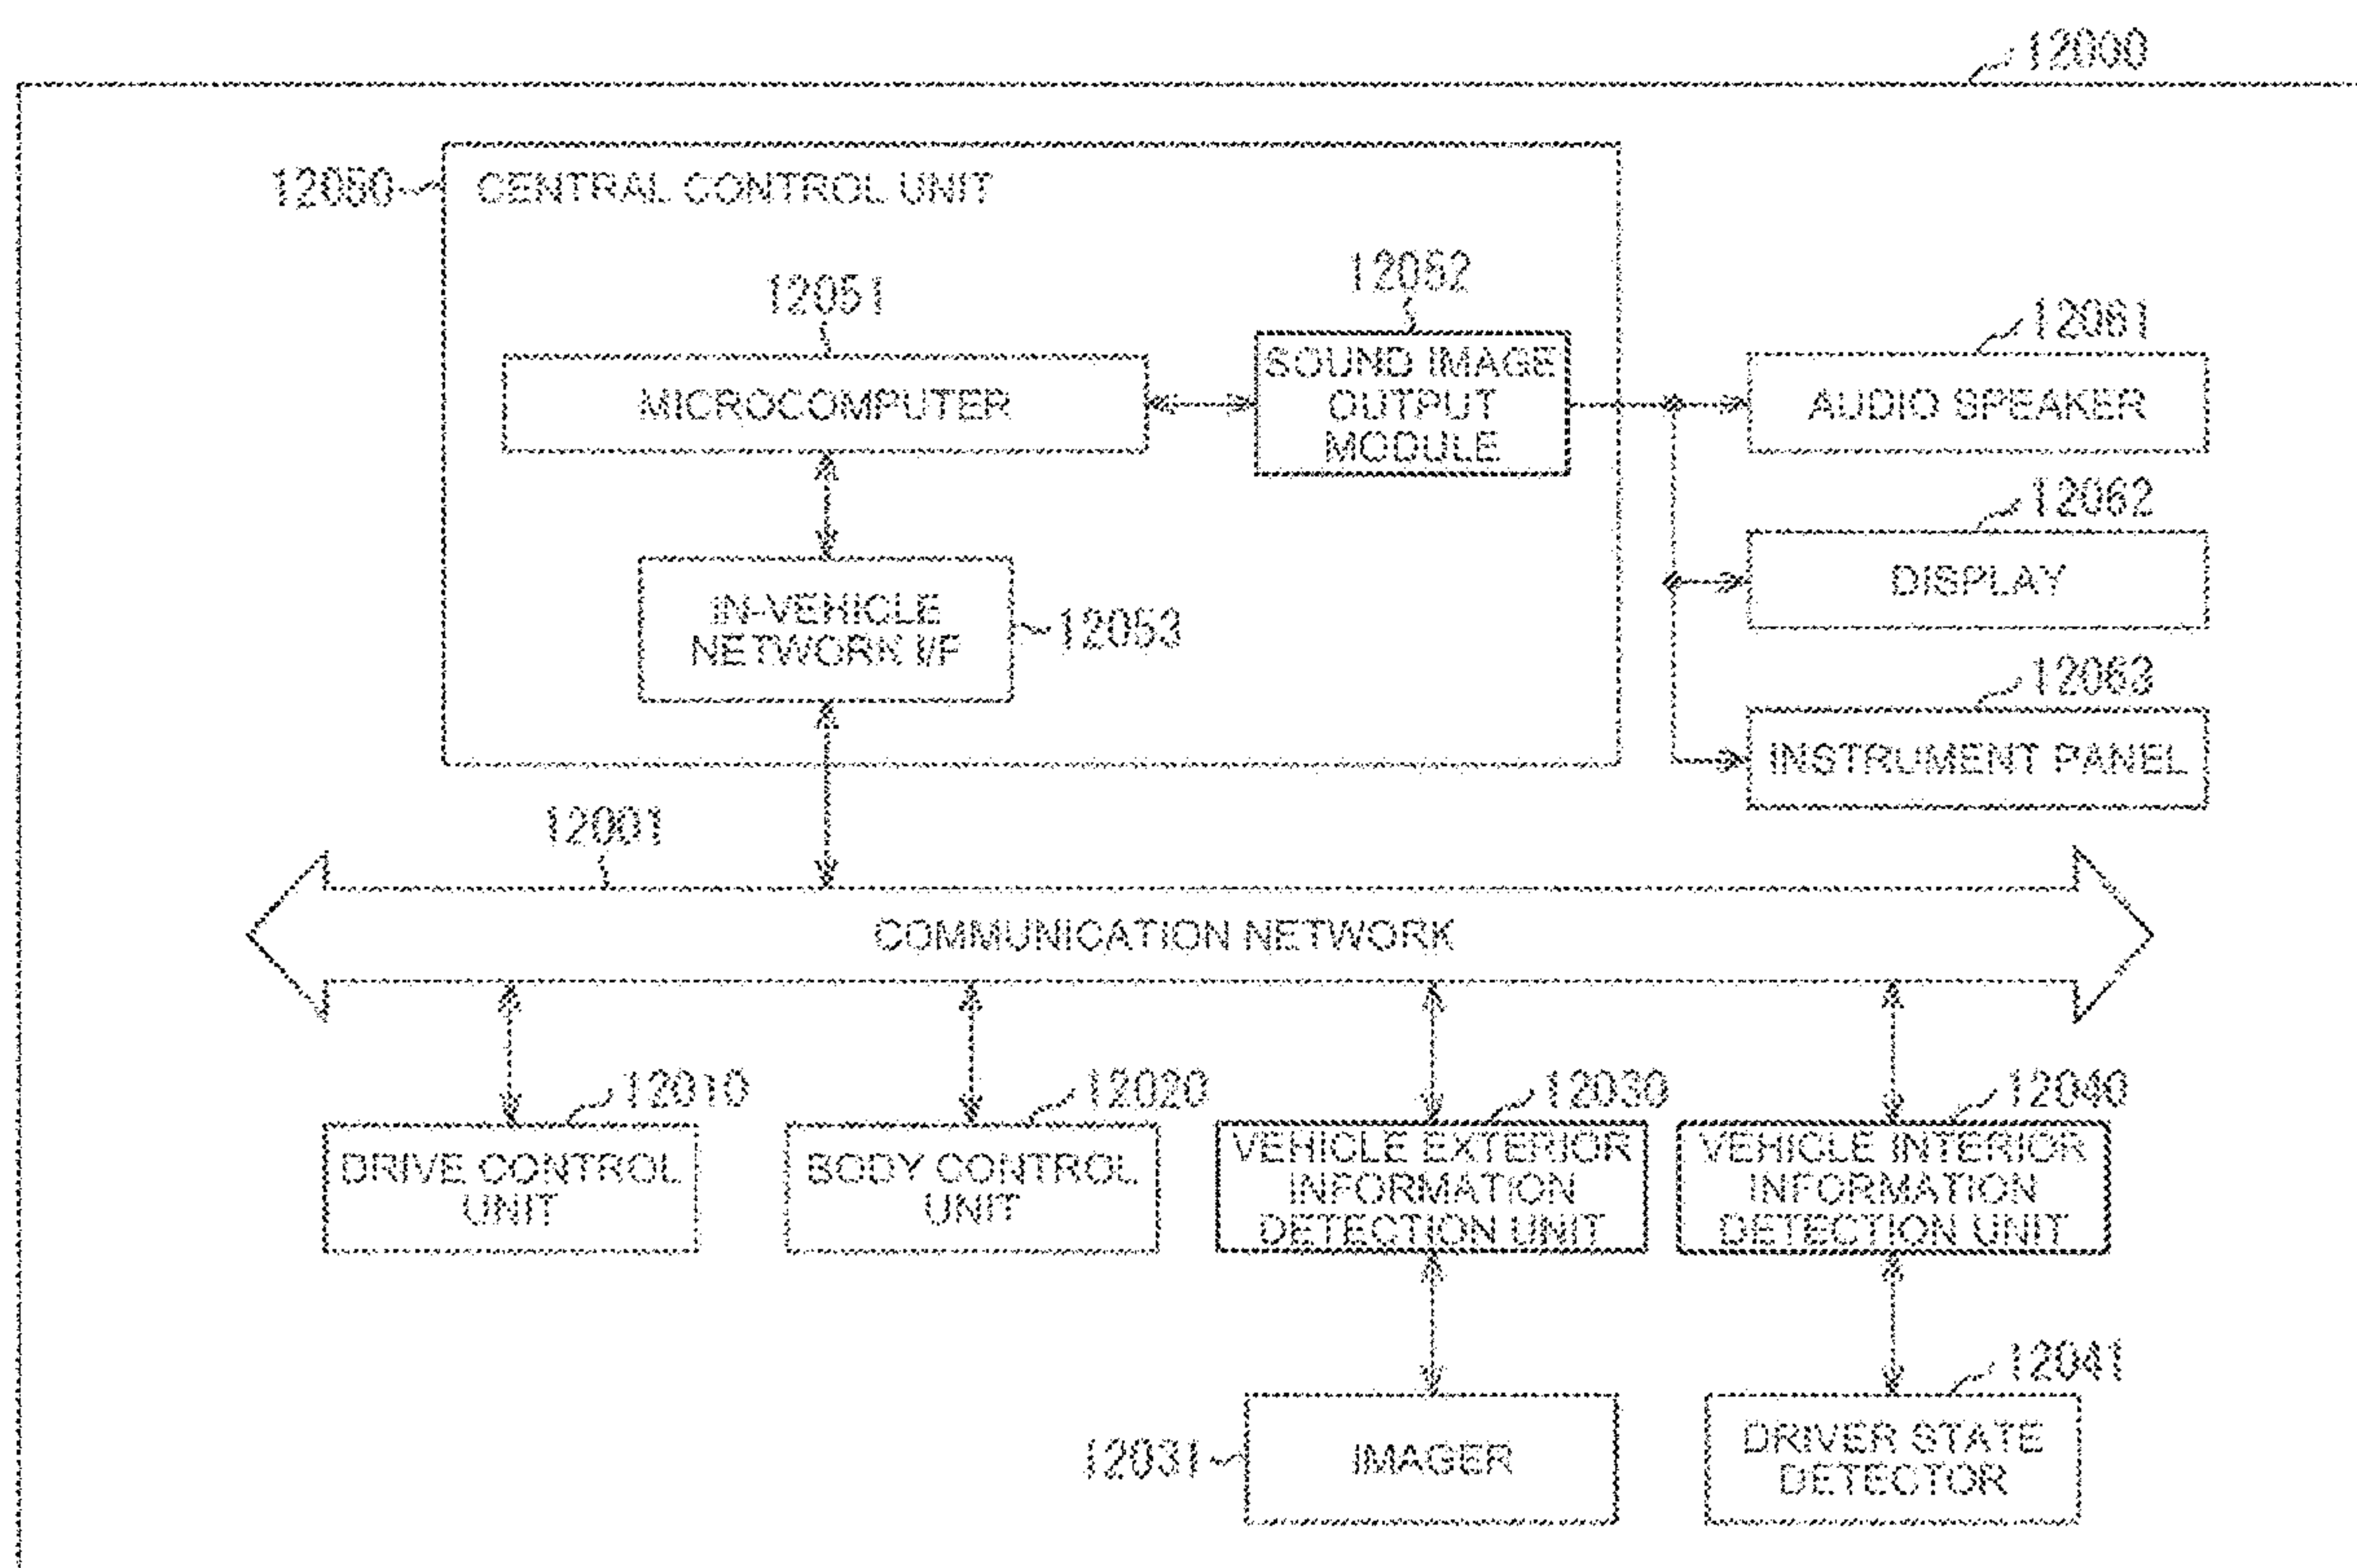 12000
12050
CENTRAL CONTROL UNIT
12051
12052
12061
MICROCOMPUTER
SOUND IMAGE
OUTPUT
MODULE
AUDIO SPEAKER
12062
DISPLAY
IN-VEHICLE
NETWORK I/F
12053
12063
INSTRUMENT PANEL
12001
COMMUNICATION NETWORK
12010
12020
12030
12040
DRIVE CONTROL
UNIT
BODY CONTROL
UNIT
VEHICLE EXTERIOR
INFORMATION
DETECTION UNIT
VEHICLE INTERIOR
INFORMATION
DETECTION UNIT
12041
12031
IMAGER
DRIVER STATE
DETECTOR